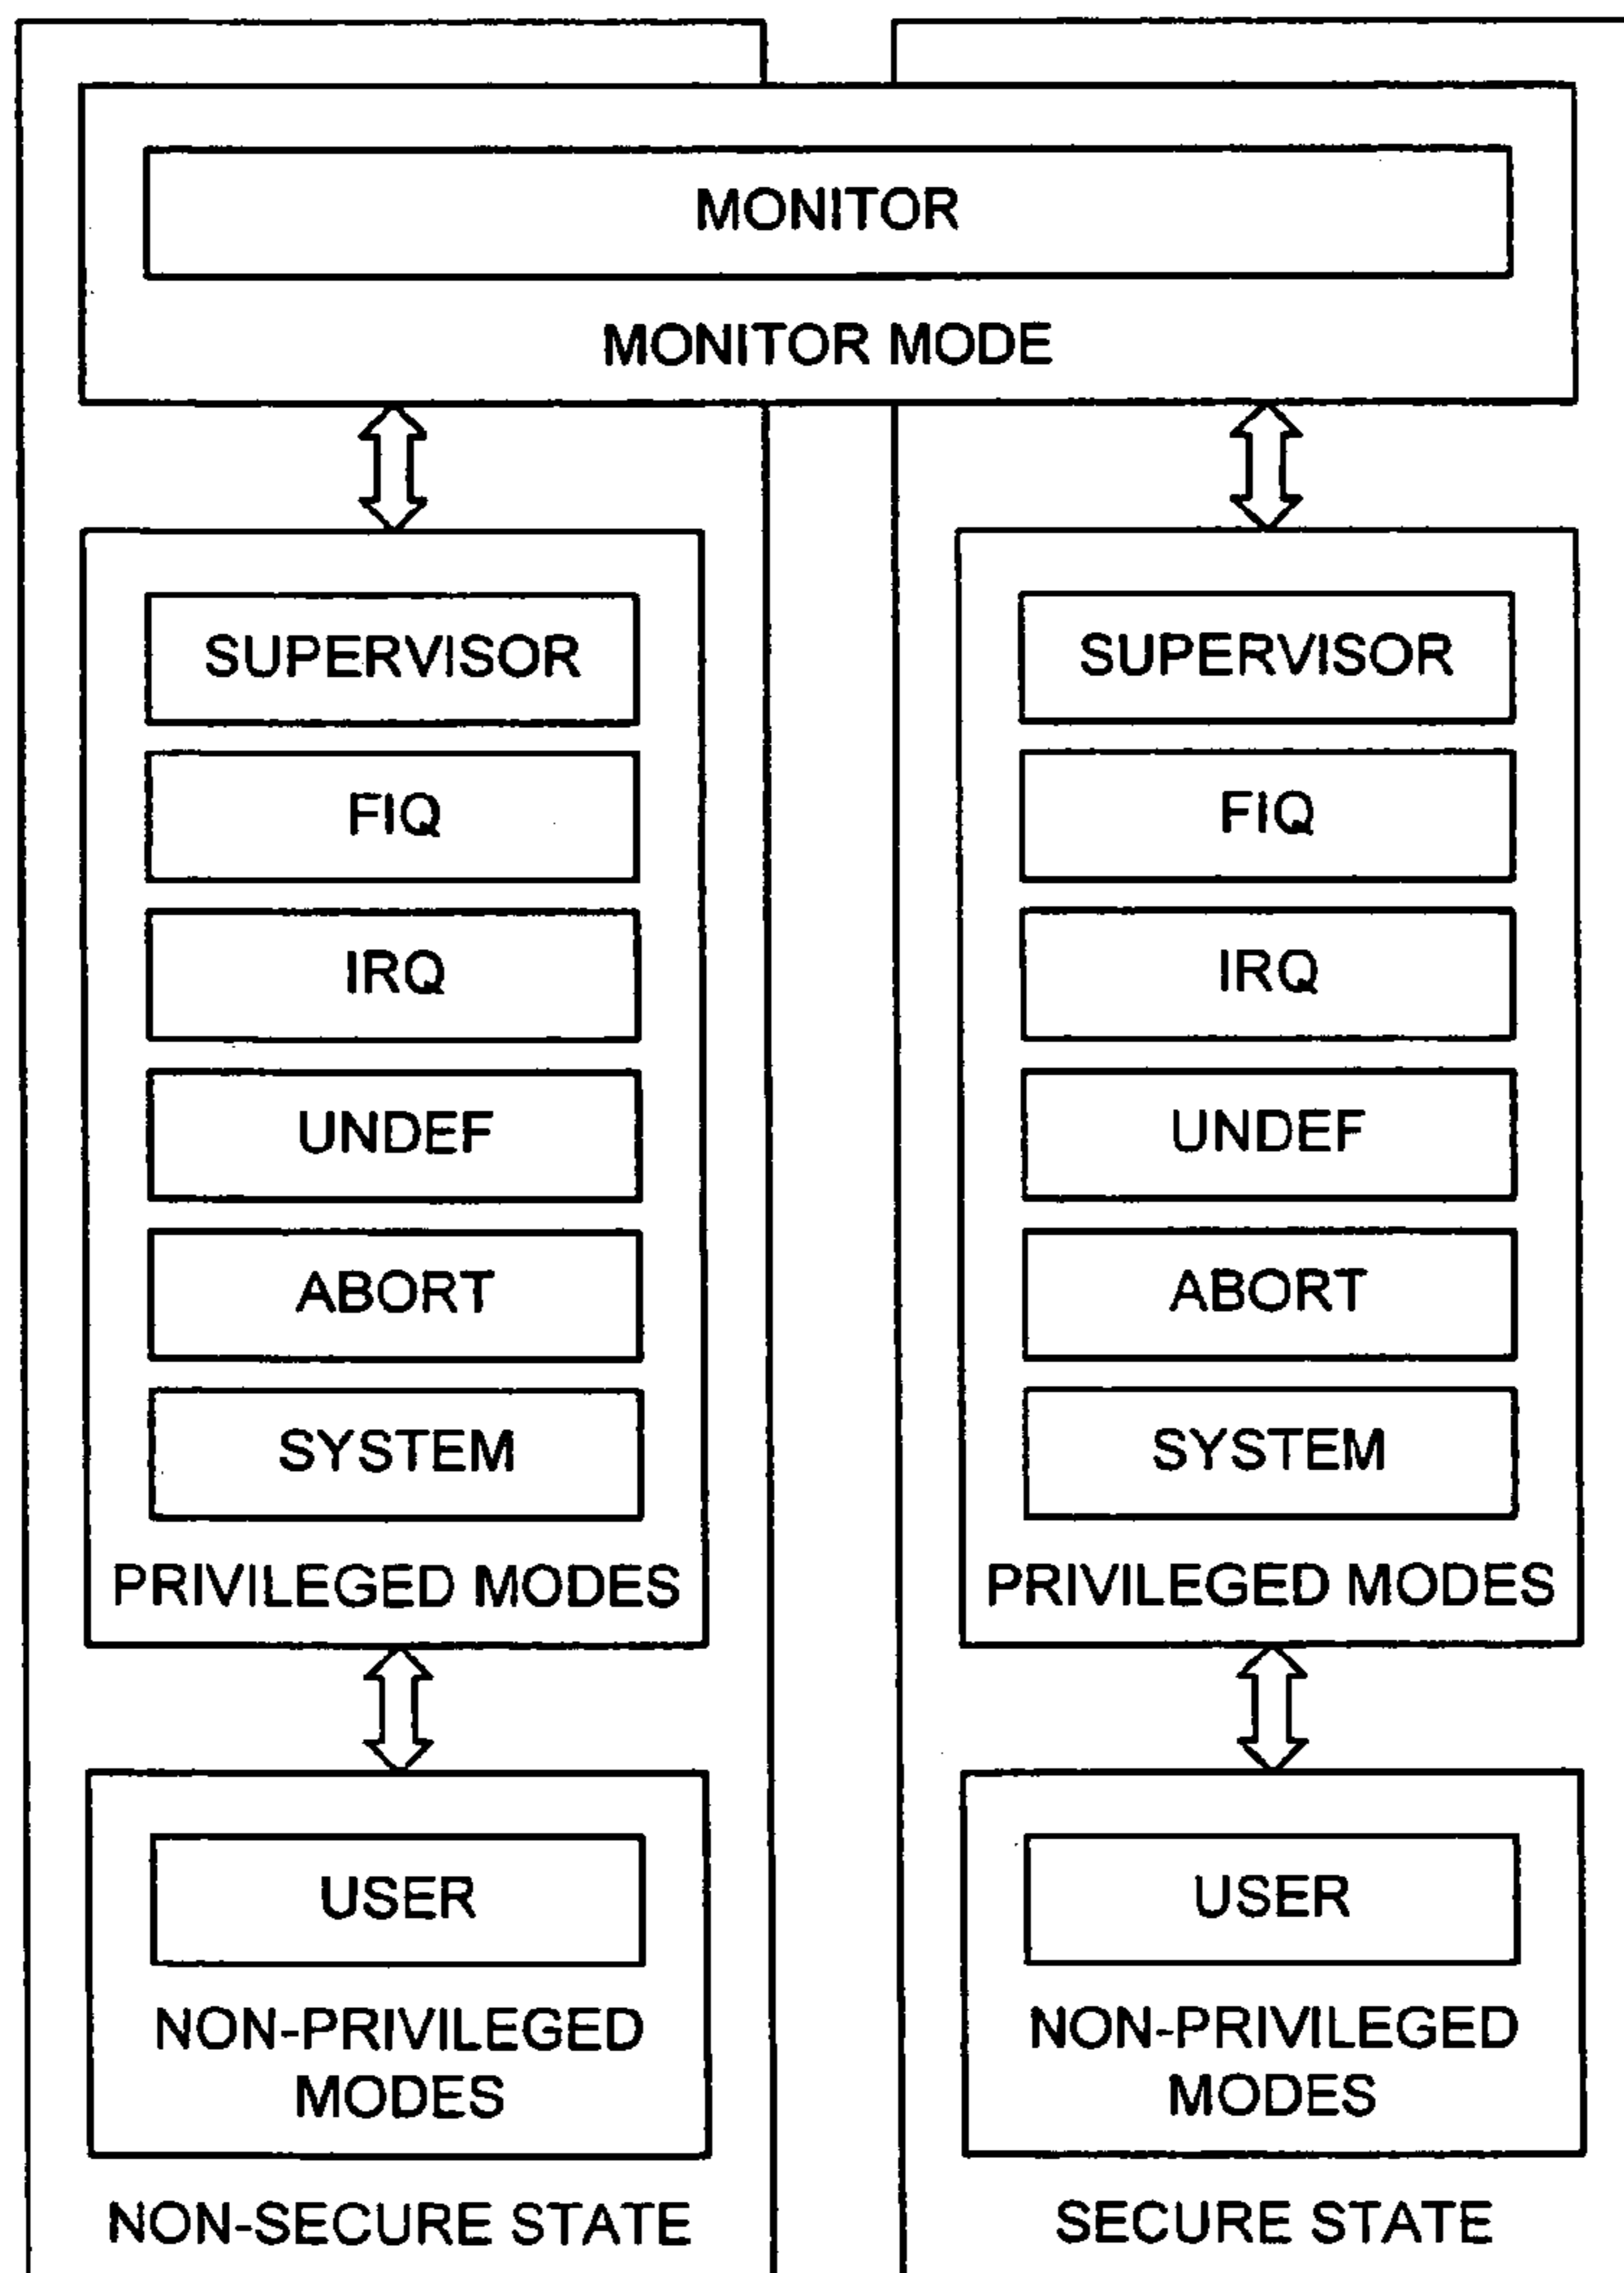 MONITOR
MONITOR MODE
SUPERVISOR
FIQ
IRQ
UNDEF
ABORT
SYSTEM
PRIVILEGED MODES
USER
NON-PRIVILEGED
MODES
NON-SECURE STATE
SUPERVISOR
FIQ
IRQ
UNDEF
ABORT
SYSTEM
PRIVILEGED MODES
USER
NON-PRIVILEGED
MODES
SECURE STATE